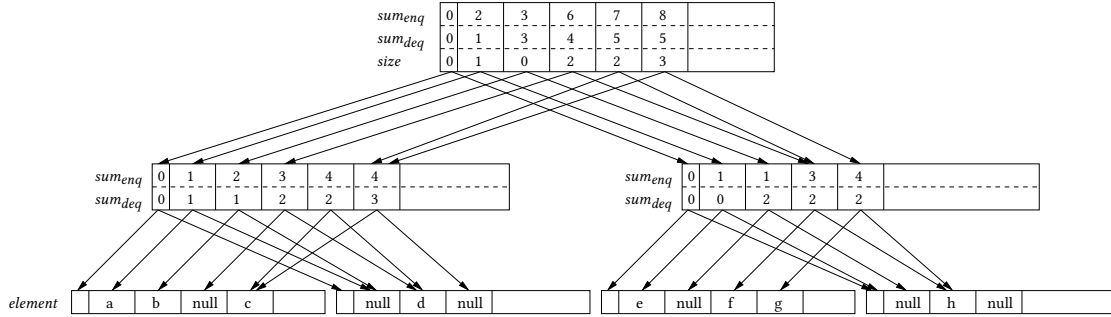 sum_enq 0 2 3 6 7 8
sum_deq 0 1 3 4 5 5
size 0 1 0 2 2 3
sum_enq 0 1 2 3 4 4
sum_deq 0 1 1 2 2 3
sum_enq 0 1 1 3 4
sum_deq 0 0 2 2 2
element a b null c null d null e null f g null h null